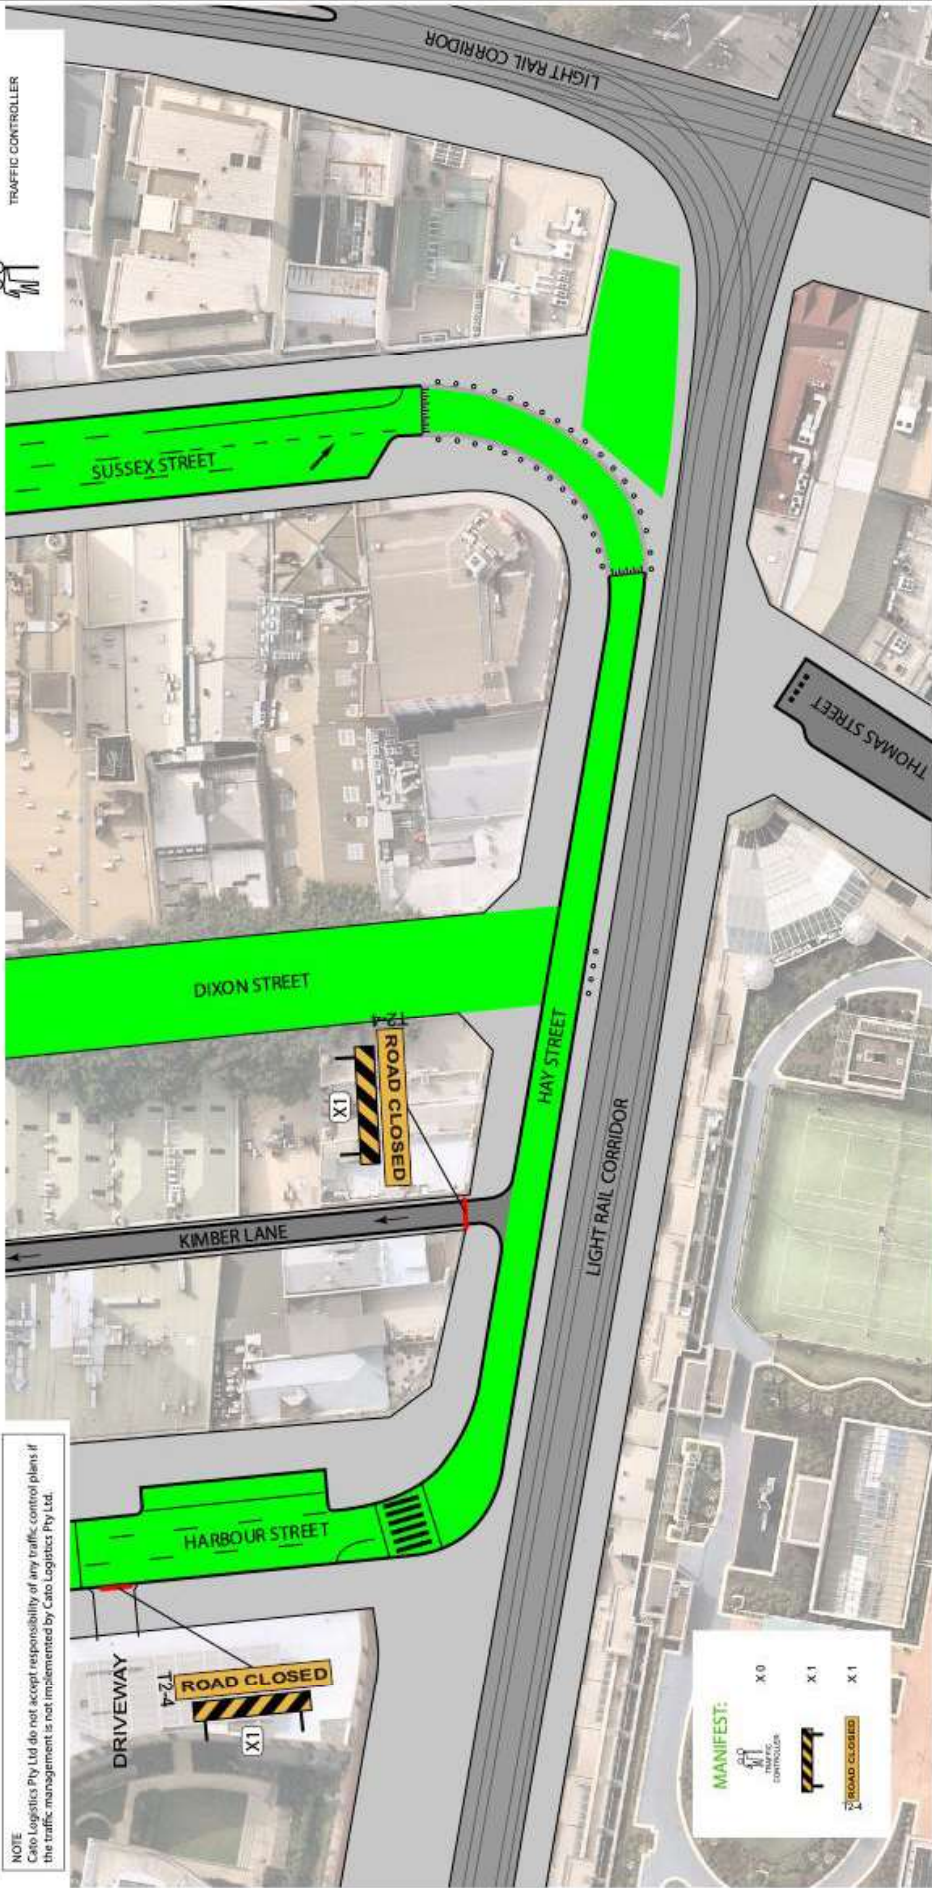 TRAFFIC CONTROLLER
LIGHT RAIL CORRIDOR
SUSSEX STREET
THOMAS STREET
DIXON STREET
T2-4
ROAD CLOSED
X1
HAY STREET
KIMBER LANE
LIGHT RAIL CORRIDOR
NOTE
Cato Logistics Pty Ltd do not accept responsibility of any traffic control plans if
the traffic management is not implemented by Cato Logistics Pty Ltd.
HARBOUR STREET
DRIVEWAY
T2-4
ROAD CLOSED
X1
MANIFEST:
TRAFFIC
CONTROLLER
X 0
X 1
ROAD CLOSED
X 1